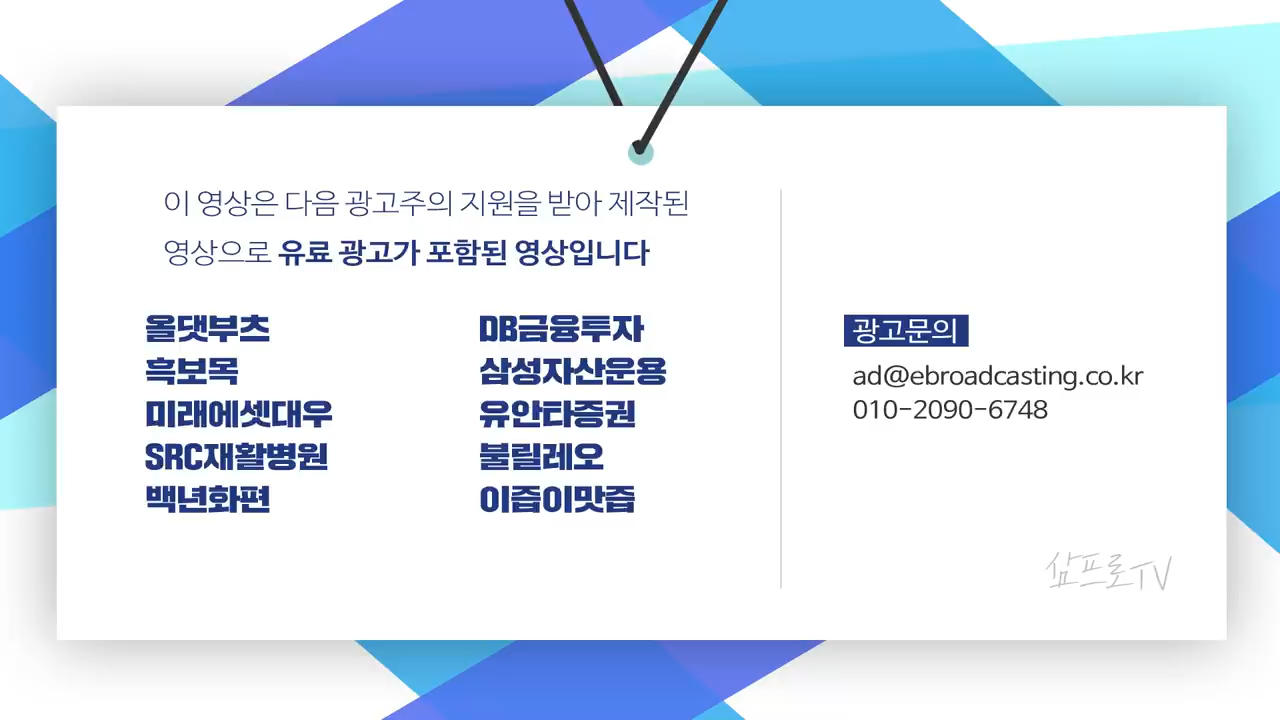 이 영상은 다음 광고주의 지원을 받아 제작된
영상으로 유료 광고가 포함된 영상입니다
올댓부츠
흑보목
미래에셋대우
SRC재활병원
백년화편
DB금융투자
삼성자산운용
유안타증권
불릴레오
이즙이맛즙
광고문의
ad@ebroadcasting.co.kr
010-2090-6748
삼프로TV